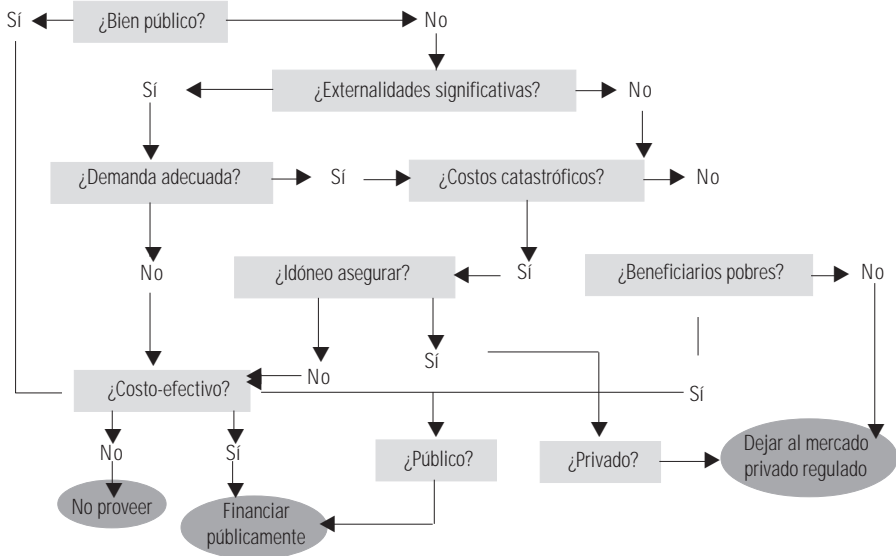 Sí
¿Bien público?
No
Sí
¿Externalidades significativas?
No
¿Demanda adecuada?
Sí
¿Costos catastróficos?
No
No
¿Idóneo asegurar?
Sí
¿Beneficiarios pobres?
No
Sí
No
¿Costo-efectivo?
Sí
No
Sí
¿Público?
¿Privado?
Dejar al mercado
privado regulado
No proveer
Financiar
públicamente